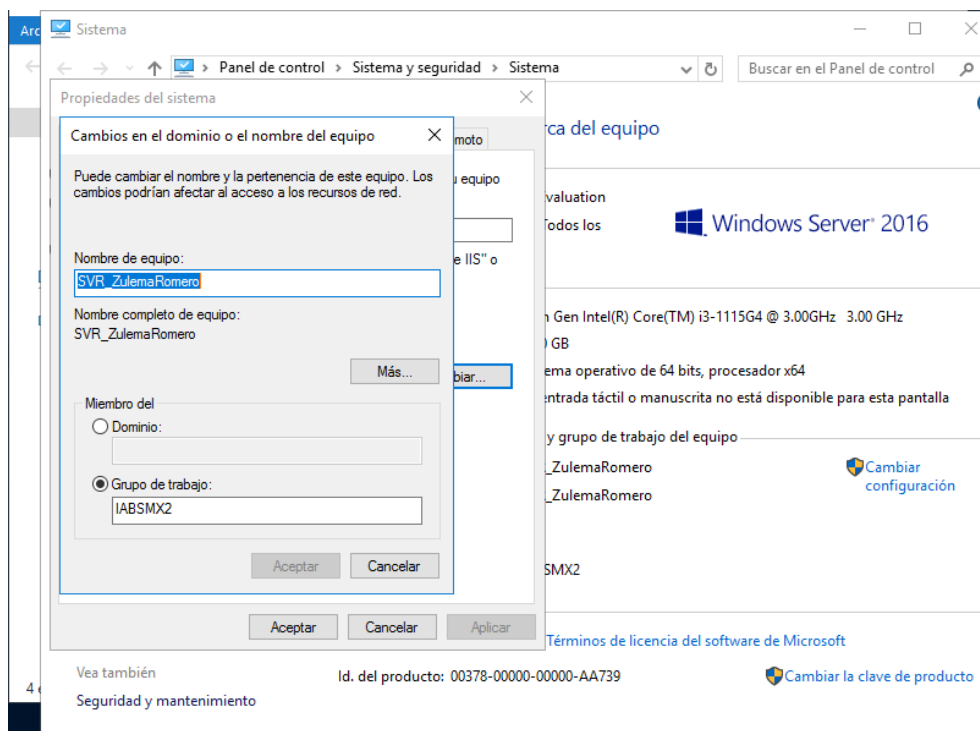 Arc
Sistema
Panel de control > Sistema y seguridad > Sistema
Buscar en el Panel de control
Propiedades del sistema
Cambios en el dominio o el nombre del equipo
moto
Puede cambiar el nombre y la pertenencia de este equipo. Los
cambios podrían afectar al acceso a los recursos de red.
equipo
Nombre de equipo:
SVR_ZulemaRomero
e IIS" o
Nombre completo de equipo:
SVR_ZulemaRomero
Más...
biar...
Miembro del
Dominio:
Grupo de trabajo:
IABSMX2
Aceptar
Cancelar
Aceptar
Cancelar
Aplicar
rca del equipo
valuation
Todos los
Windows Server® 2016
Gen Intel(R) Core(TM) i3-1115G4 @ 3.00GHz 3.00 GHz
GB
ema operativo de 64 bits, procesador x64
entrada táctil o manuscrita no está disponible para esta pantalla
y grupo de trabajo del equipo
_ZulemaRomero
Cambiar
configuración
_ZulemaRomero
SMX2
Términos de licencia del software de Microsoft
Vea también
Id. del producto: 00378-00000-00000-AA739
Cambiar la clave de producto
4 e
Seguridad y mantenimiento